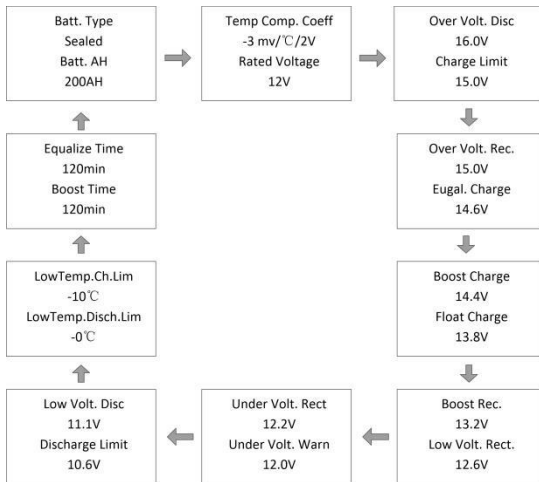 Batt. Type
Sealed
Batt. AH
200AH
Temp Comp. Coeff
-3 mv/℃/2V
Rated Voltage
12V
Over Volt. Disc
16.0V
Charge Limit
15.0V
Over Volt. Rec.
15.0V
Eugal. Charge
14.6V
Boost Charge
14.4V
Float Charge
13.8V
Boost Rec.
13.2V
Low Volt. Rect.
12.6V
Under Volt. Rect
12.2V
Under Volt. Warn
12.0V
Low Volt. Disc
11.1V
Discharge Limit
10.6V
LowTemp.Ch.Lim
-10℃
LowTemp.Disch.Lim
-0℃
Equalize Time
120min
Boost Time
120min